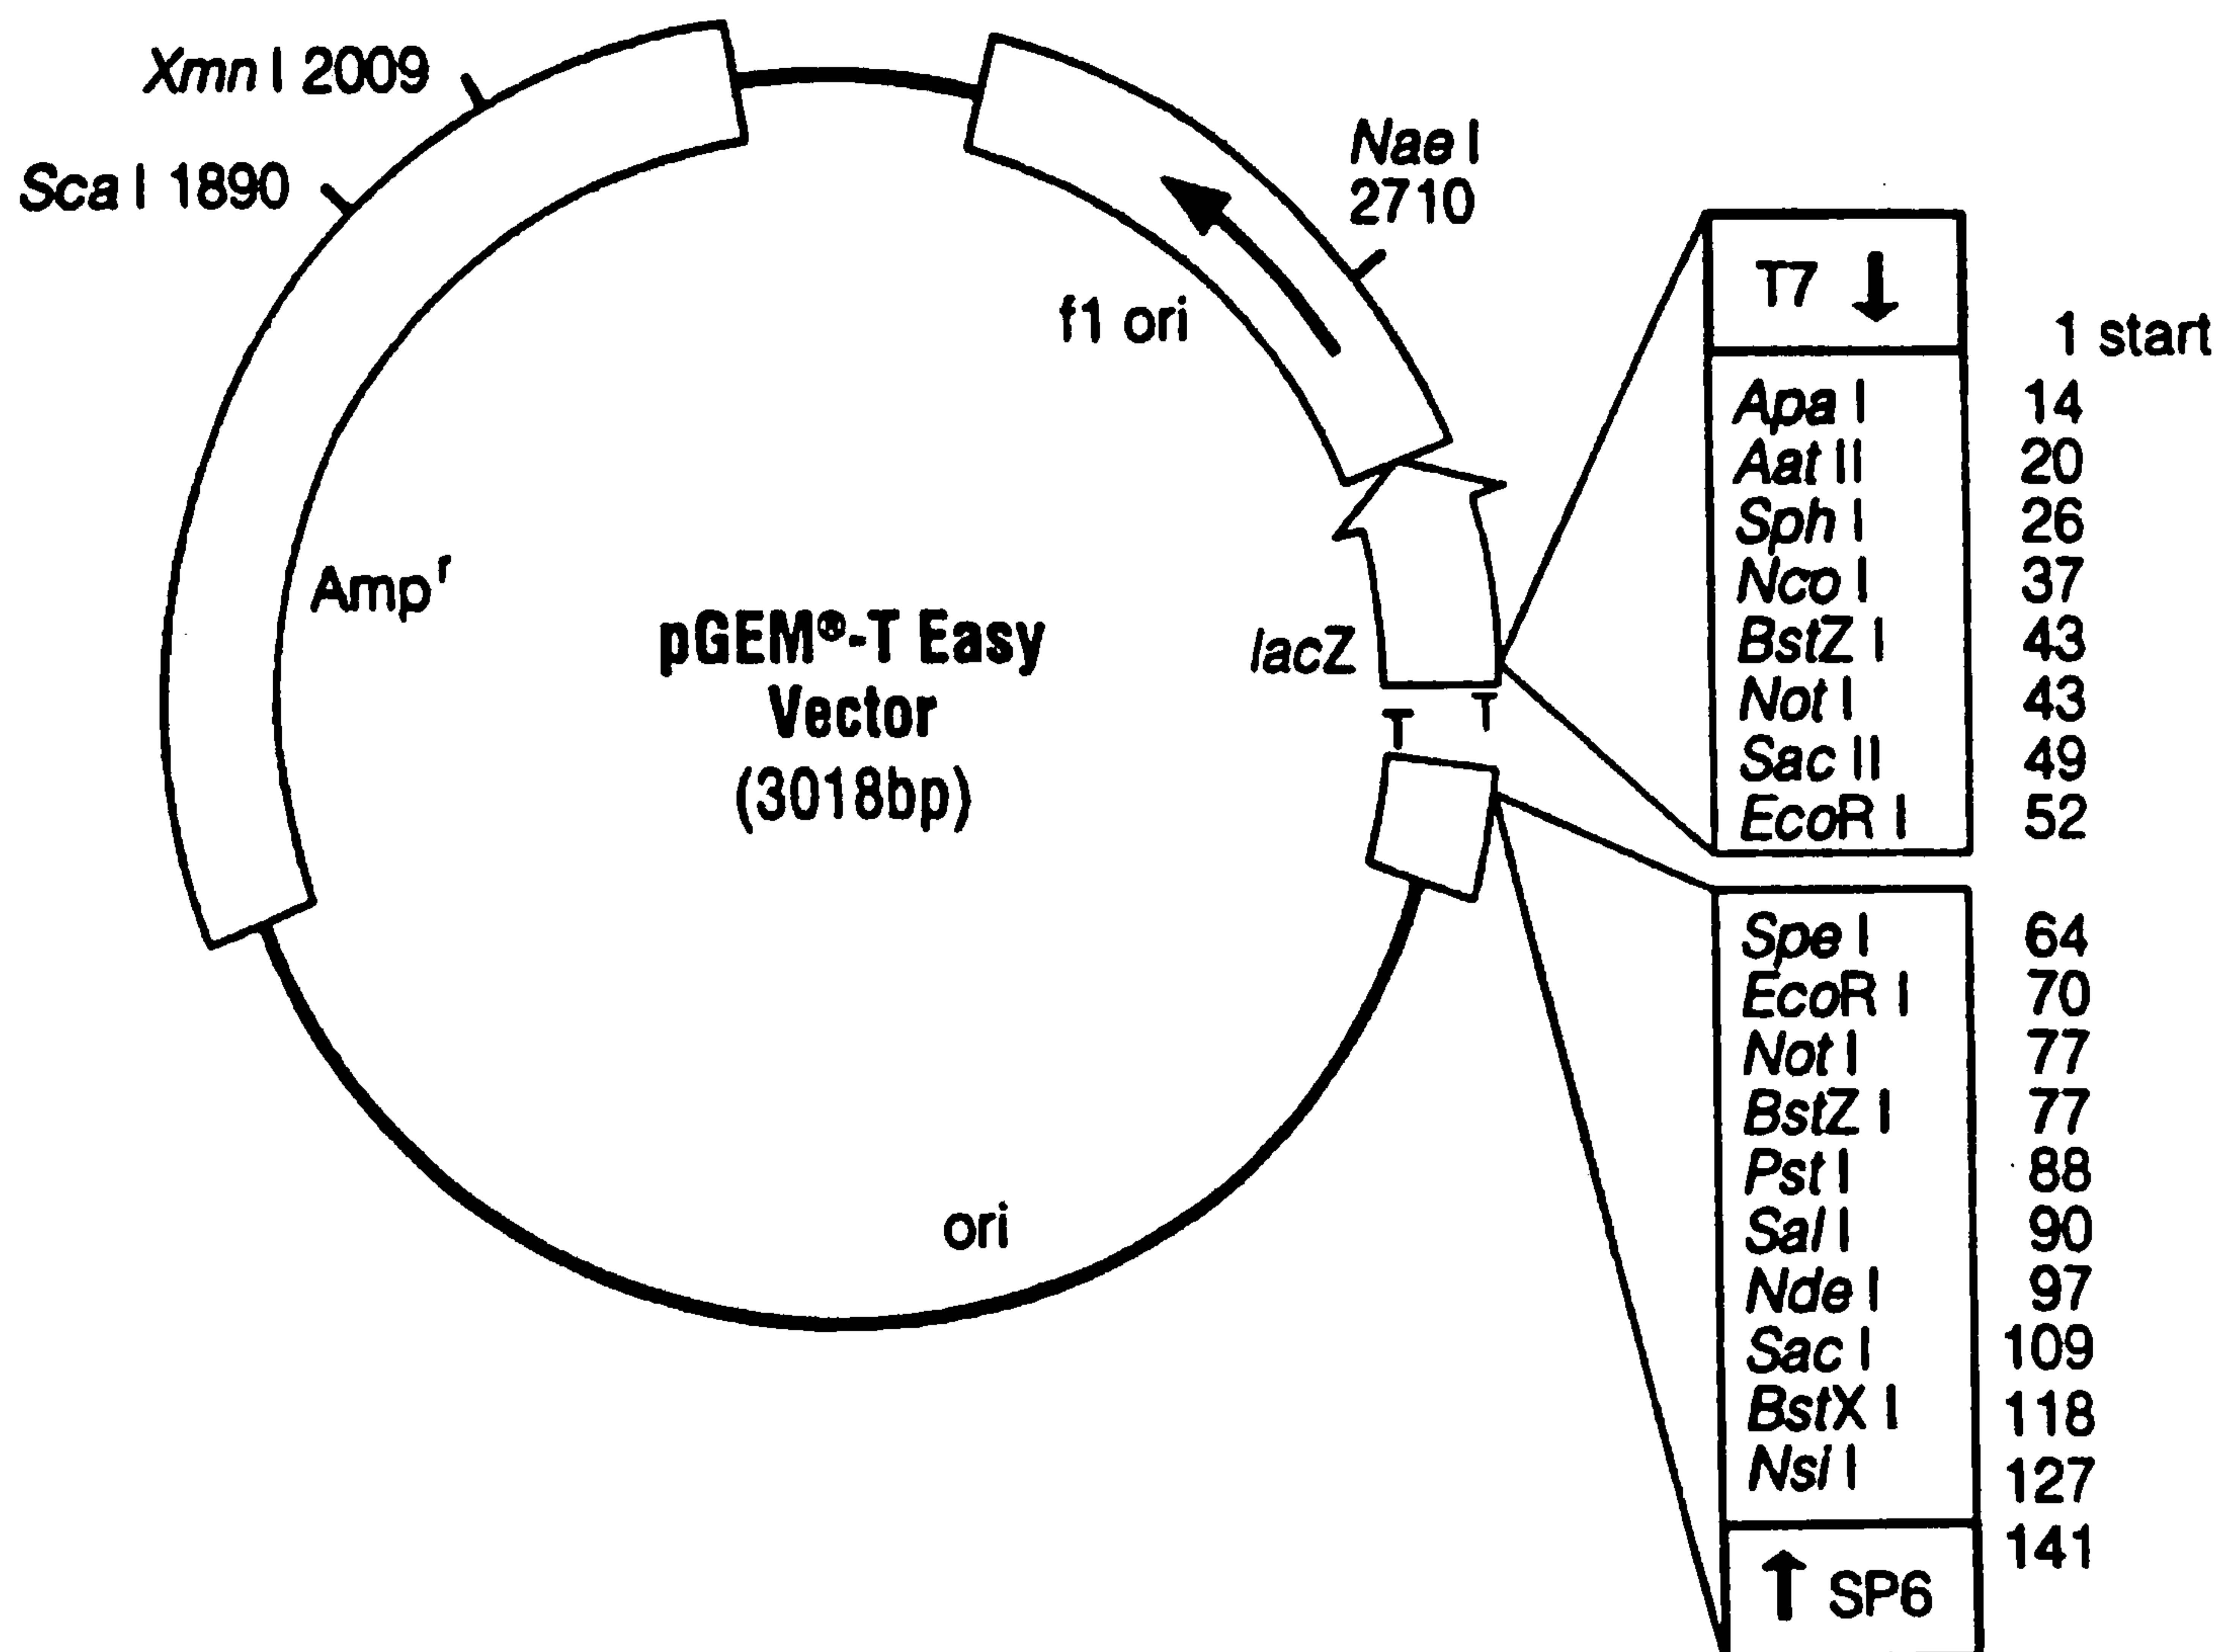 Xmn I 2009
Sca I 1890
Nae I
2710
f1 ori
Ampʳ
pGEM®-T Easy
Vector
(3018bp)
lacZ
T
T
ori
T7 ↓
1 start
Apa I 14
Aat II 20
Sph I 26
Nco I 37
BstZ I 43
Not I 43
Sac II 49
EcoR I 52
Spe I 64
EcoR I 70
Not I 77
BstZ I 77
Pst I 88
Sal I 90
Nde I 97
Sac I 109
BstX I 118
Nsi I 127
141
↑ SP6